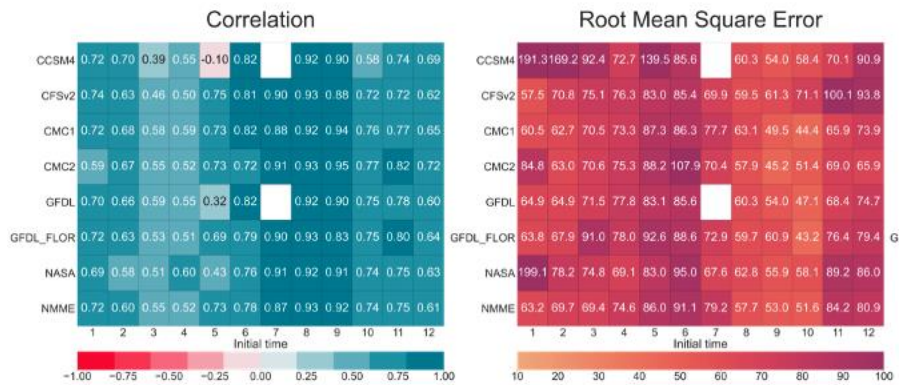 Correlation
CCSM4 0.72 0.70 0.39 0.55 -0.10 0.82 0.92 0.90 0.58 0.74 0.69
CFSv2 0.74 0.63 0.46 0.50 0.75 0.81 0.90 0.93 0.88 0.72 0.72 0.62
CMC1 0.72 0.68 0.58 0.59 0.73 0.82 0.88 0.92 0.94 0.76 0.77 0.65
CMC2 0.59 0.67 0.55 0.52 0.73 0.72 0.91 0.93 0.95 0.77 0.82 0.72
GFDL 0.70 0.66 0.59 0.55 0.32 0.82 0.92 0.90 0.75 0.78 0.60
GFDL_FLOR 0.72 0.63 0.53 0.51 0.69 0.79 0.90 0.93 0.83 0.75 0.80 0.64
NASA 0.69 0.58 0.51 0.60 0.43 0.76 0.91 0.92 0.91 0.74 0.75 0.63
NMME 0.72 0.60 0.55 0.52 0.73 0.78 0.87 0.93 0.92 0.74 0.75 0.61
1 2 3 4 5 6 7 8 9 10 11 12
Initial time
−1.00 −0.75 −0.50 −0.25 0.00 0.25 0.50 0.75 1.00
Root Mean Square Error
CCSM4 191.3 169.2 92.4 72.7 139.5 85.6 60.3 54.0 58.4 70.1 90.9
CFSv2 57.5 70.8 75.1 76.3 83.0 85.4 69.9 59.5 61.3 71.1 100.1 93.8
CMC1 60.5 62.7 70.5 73.3 87.3 86.3 77.7 63.1 49.5 44.4 65.9 73.9
CMC2 84.8 63.0 70.6 75.3 88.2 107.9 70.4 57.9 45.2 51.4 69.0 65.9
GFDL 64.9 64.9 71.5 77.8 83.1 85.6 60.3 54.0 47.1 68.4 74.7
GFDL_FLOR 63.8 67.9 91.0 78.0 92.6 88.6 72.9 59.7 60.9 43.2 76.4 79.4
G
NASA 199.1 78.2 74.8 69.1 83.0 95.0 67.6 62.8 55.9 58.1 89.2 86.0
NMME 63.2 69.7 69.4 74.6 86.0 91.1 79.2 57.7 53.0 51.6 84.2 80.9
1 2 3 4 5 6 7 8 9 10 11 12
Initial time
10 20 30 40 50 60 70 80 90 100